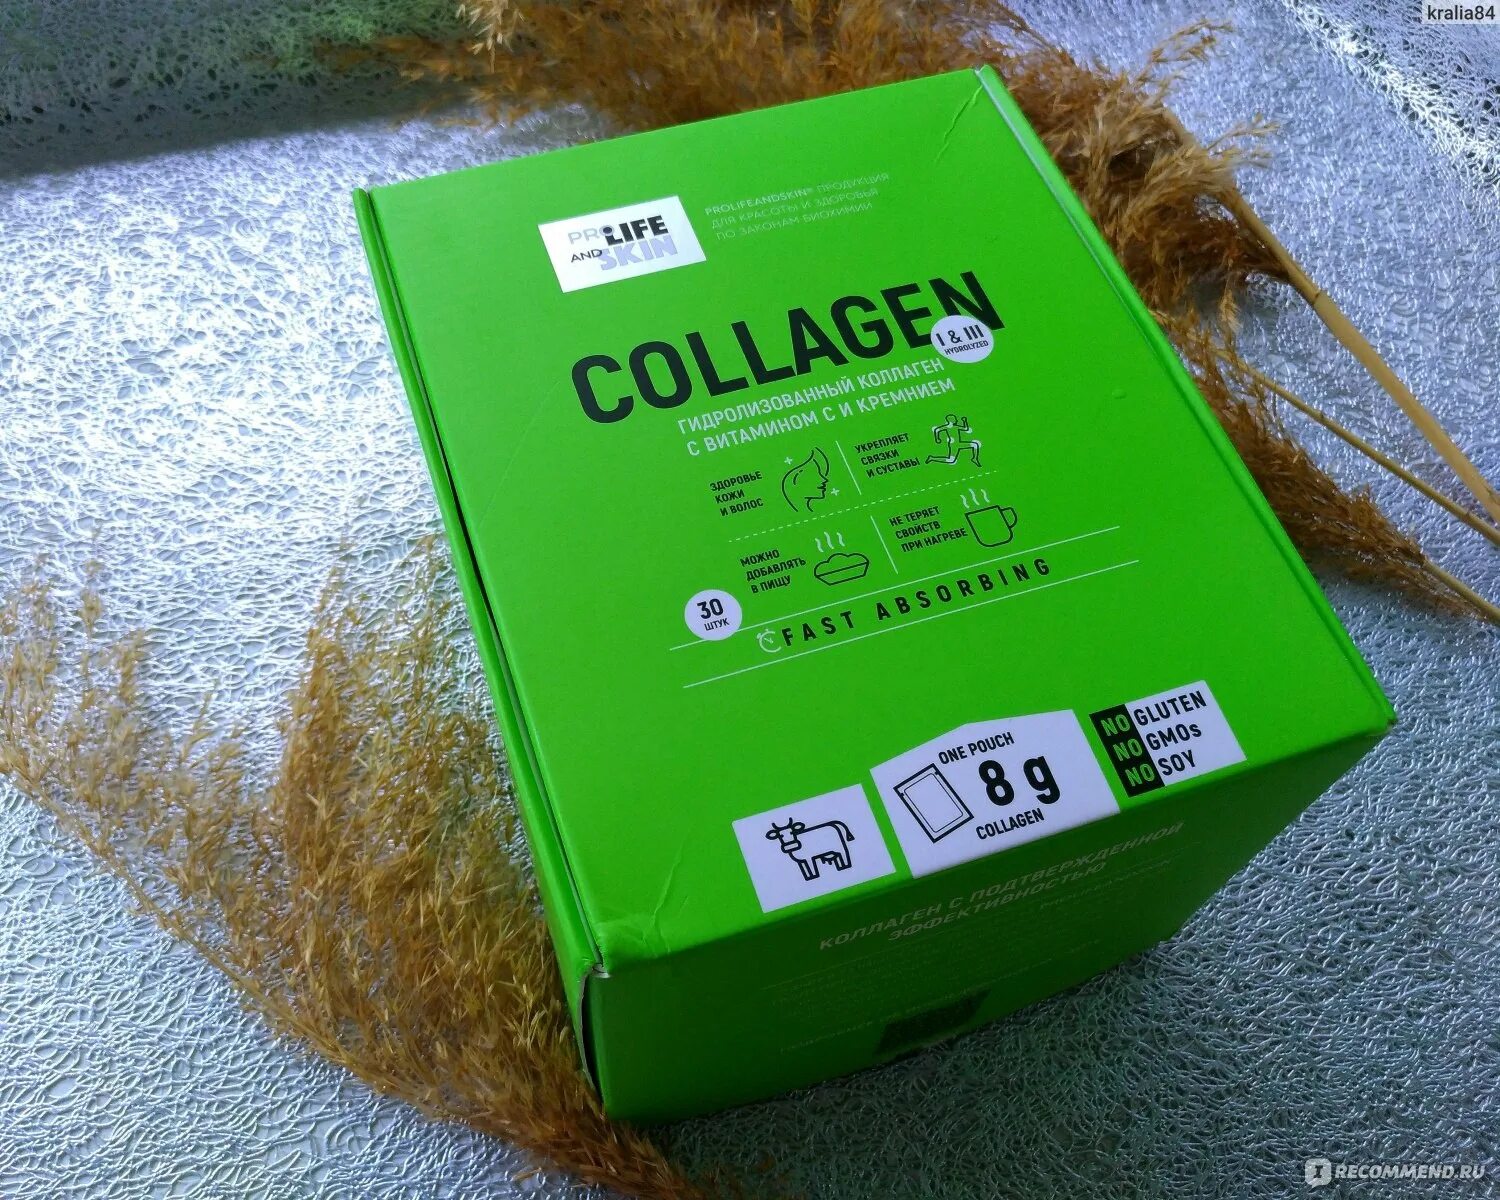 kralia84
PROLIFE
AND SKIN
PROLIFEANDSKIN® ПРОДУКЦИЯ
ДЛЯ КРАСОТЫ И ЗДОРОВЬЯ
ПО ЗАКОНАМ БИОХИМИИ
COLLAGEN
I & III
HYDROLYZED
ГИДРОЛИЗОВАННЫЙ КОЛЛАГЕН
С ВИТАМИНОМ С И КРЕМНИЕМ
ЗДОРОВЬЕ
КОЖИ
И ВОЛОС
УКРЕПЛЯЕТ
СВЯЗКИ
И СУСТАВЫ
МОЖНО
ДОБАВЛЯТЬ
В ПИЩУ
НЕ ТЕРЯЕТ
СВОЙСТВ
ПРИ НАГРЕВЕ
30
ШТУК
FAST ABSORBING
ONE POUCH
8 g
COLLAGEN
NO GLUTEN
NO GMOs
NO SOY
КОЛЛАГЕН С ПОДТВЕРЖДЕННОЙ
ЭФФЕКТИВНОСТЬЮ
RECOMMEND.RU